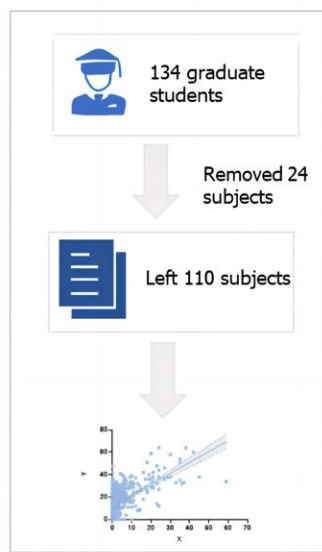 134 graduate
students
Removed 24
subjects
Left 110 subjects
80
60
40
20
0
Y
0 10 20 30 40 50 60 70
X